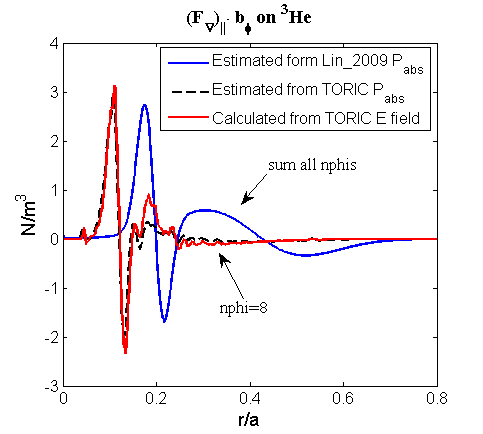 (F∇)|| · bϕ on ³He
Estimated form Lin_2009 Pabs
Estimated from TORIC Pabs
Calculated from TORIC E field
sum all nphis
nphi=8
N/m³
4
3
2
1
0
-1
-2
-3
0
0.2
0.4
0.6
0.8
r/a